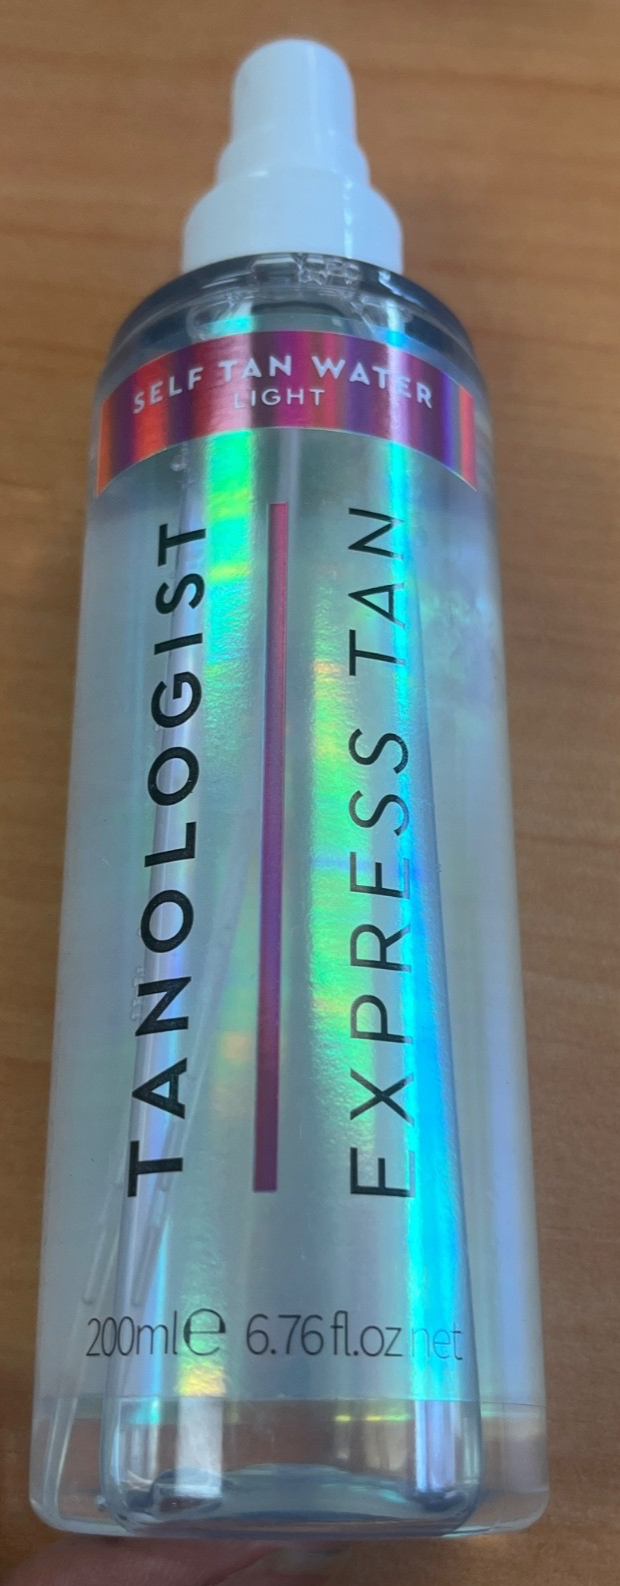 SELF TAN WATER
LIGHT
TANOLOGIST
EXPRESS TAN
200ml℮ 6.76 fl.oz net